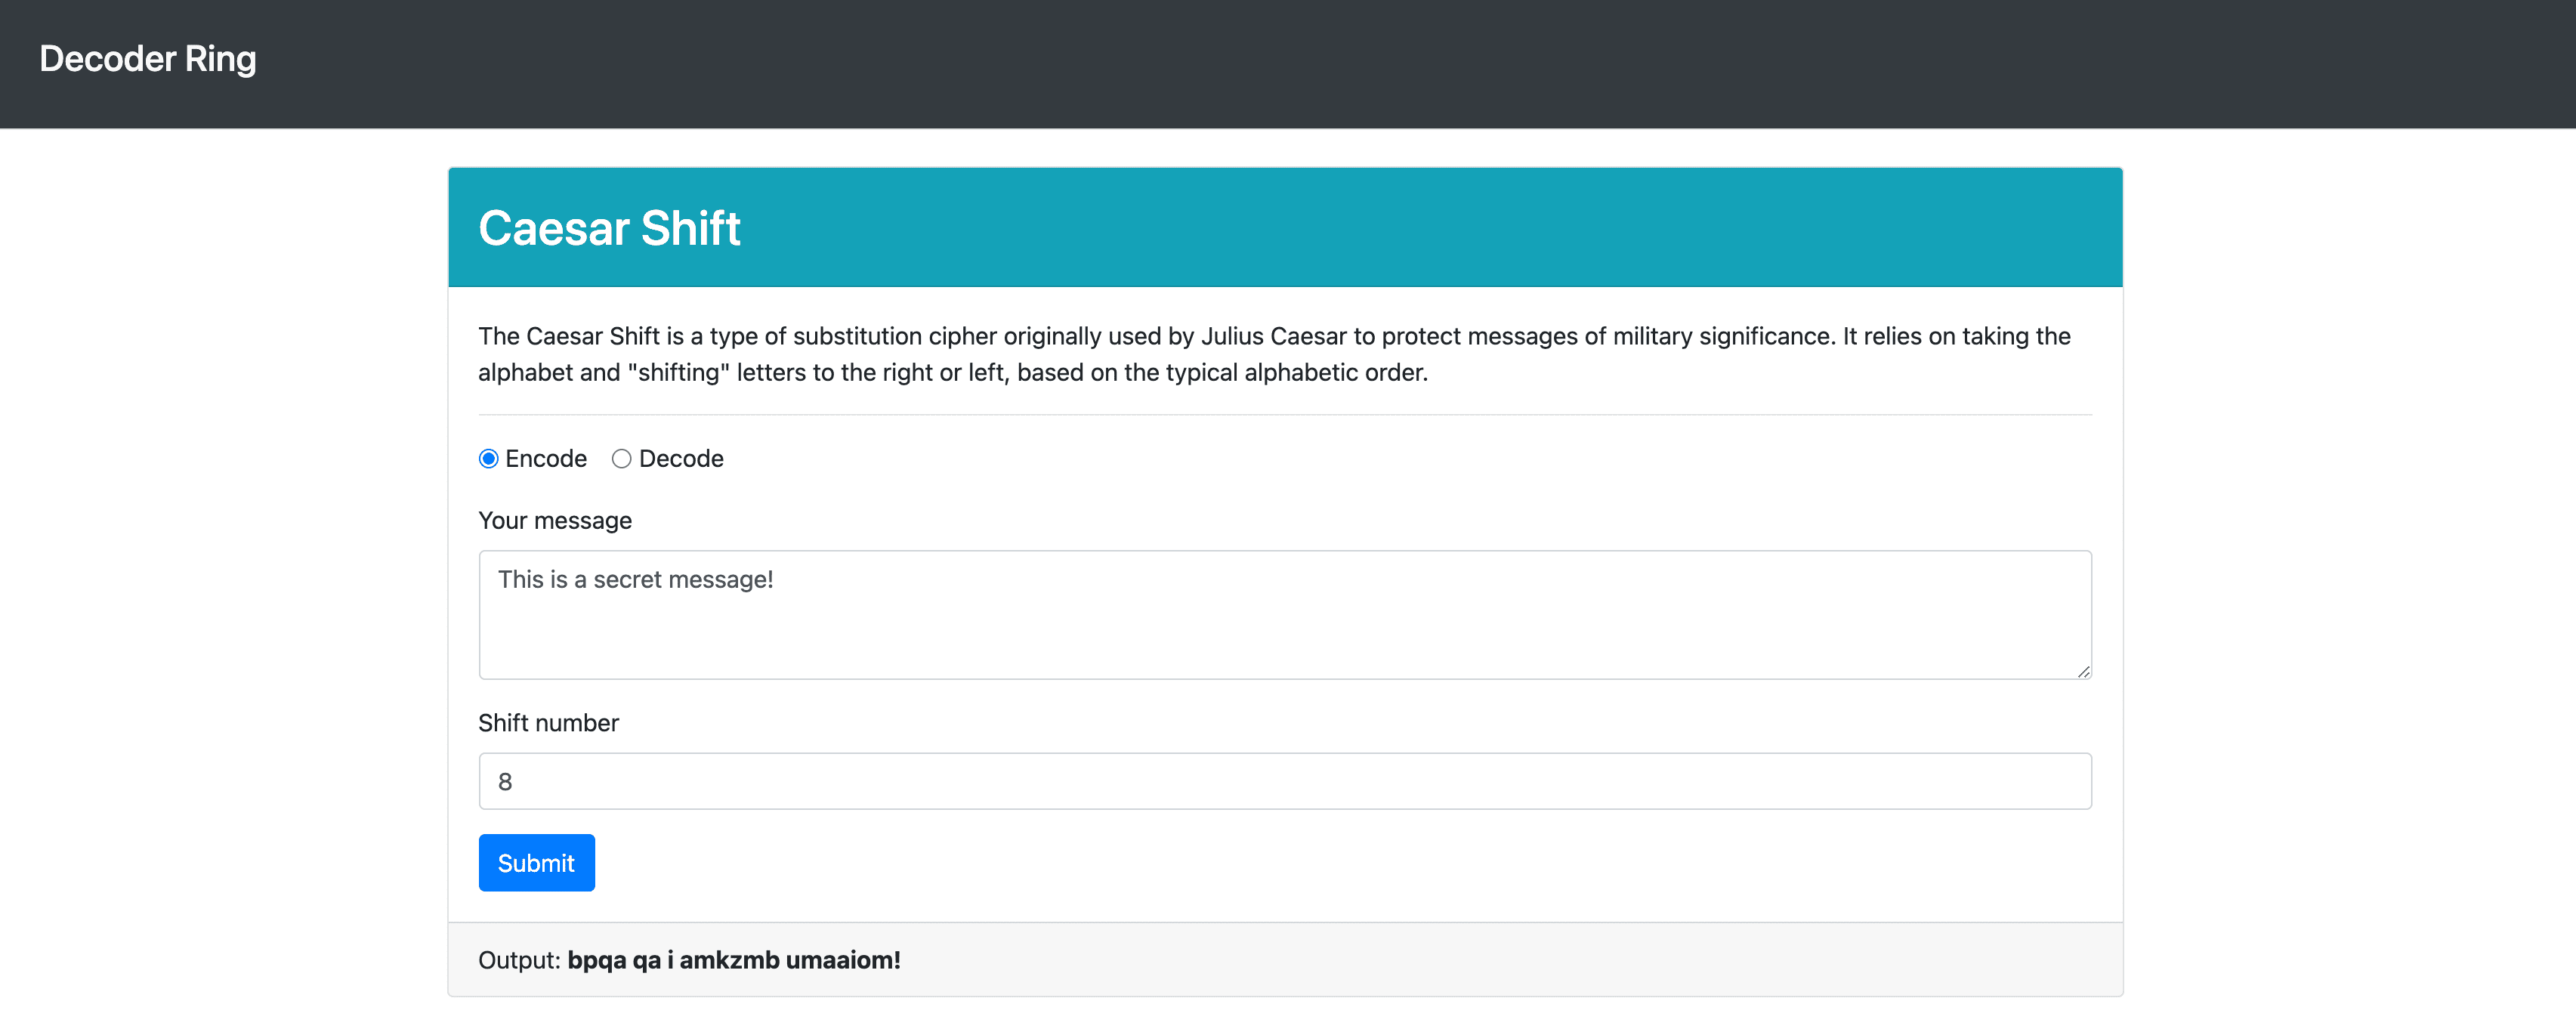 Decoder Ring
Caesar Shift
The Caesar Shift is a type of substitution cipher originally used by Julius Caesar to protect messages of military significance. It relies on taking the
alphabet and "shifting" letters to the right or left, based on the typical alphabetic order.
Encode Decode
Your message
This is a secret message!
Shift number
8
Submit
Output: bpqa qa i amkzmb umaaiom!